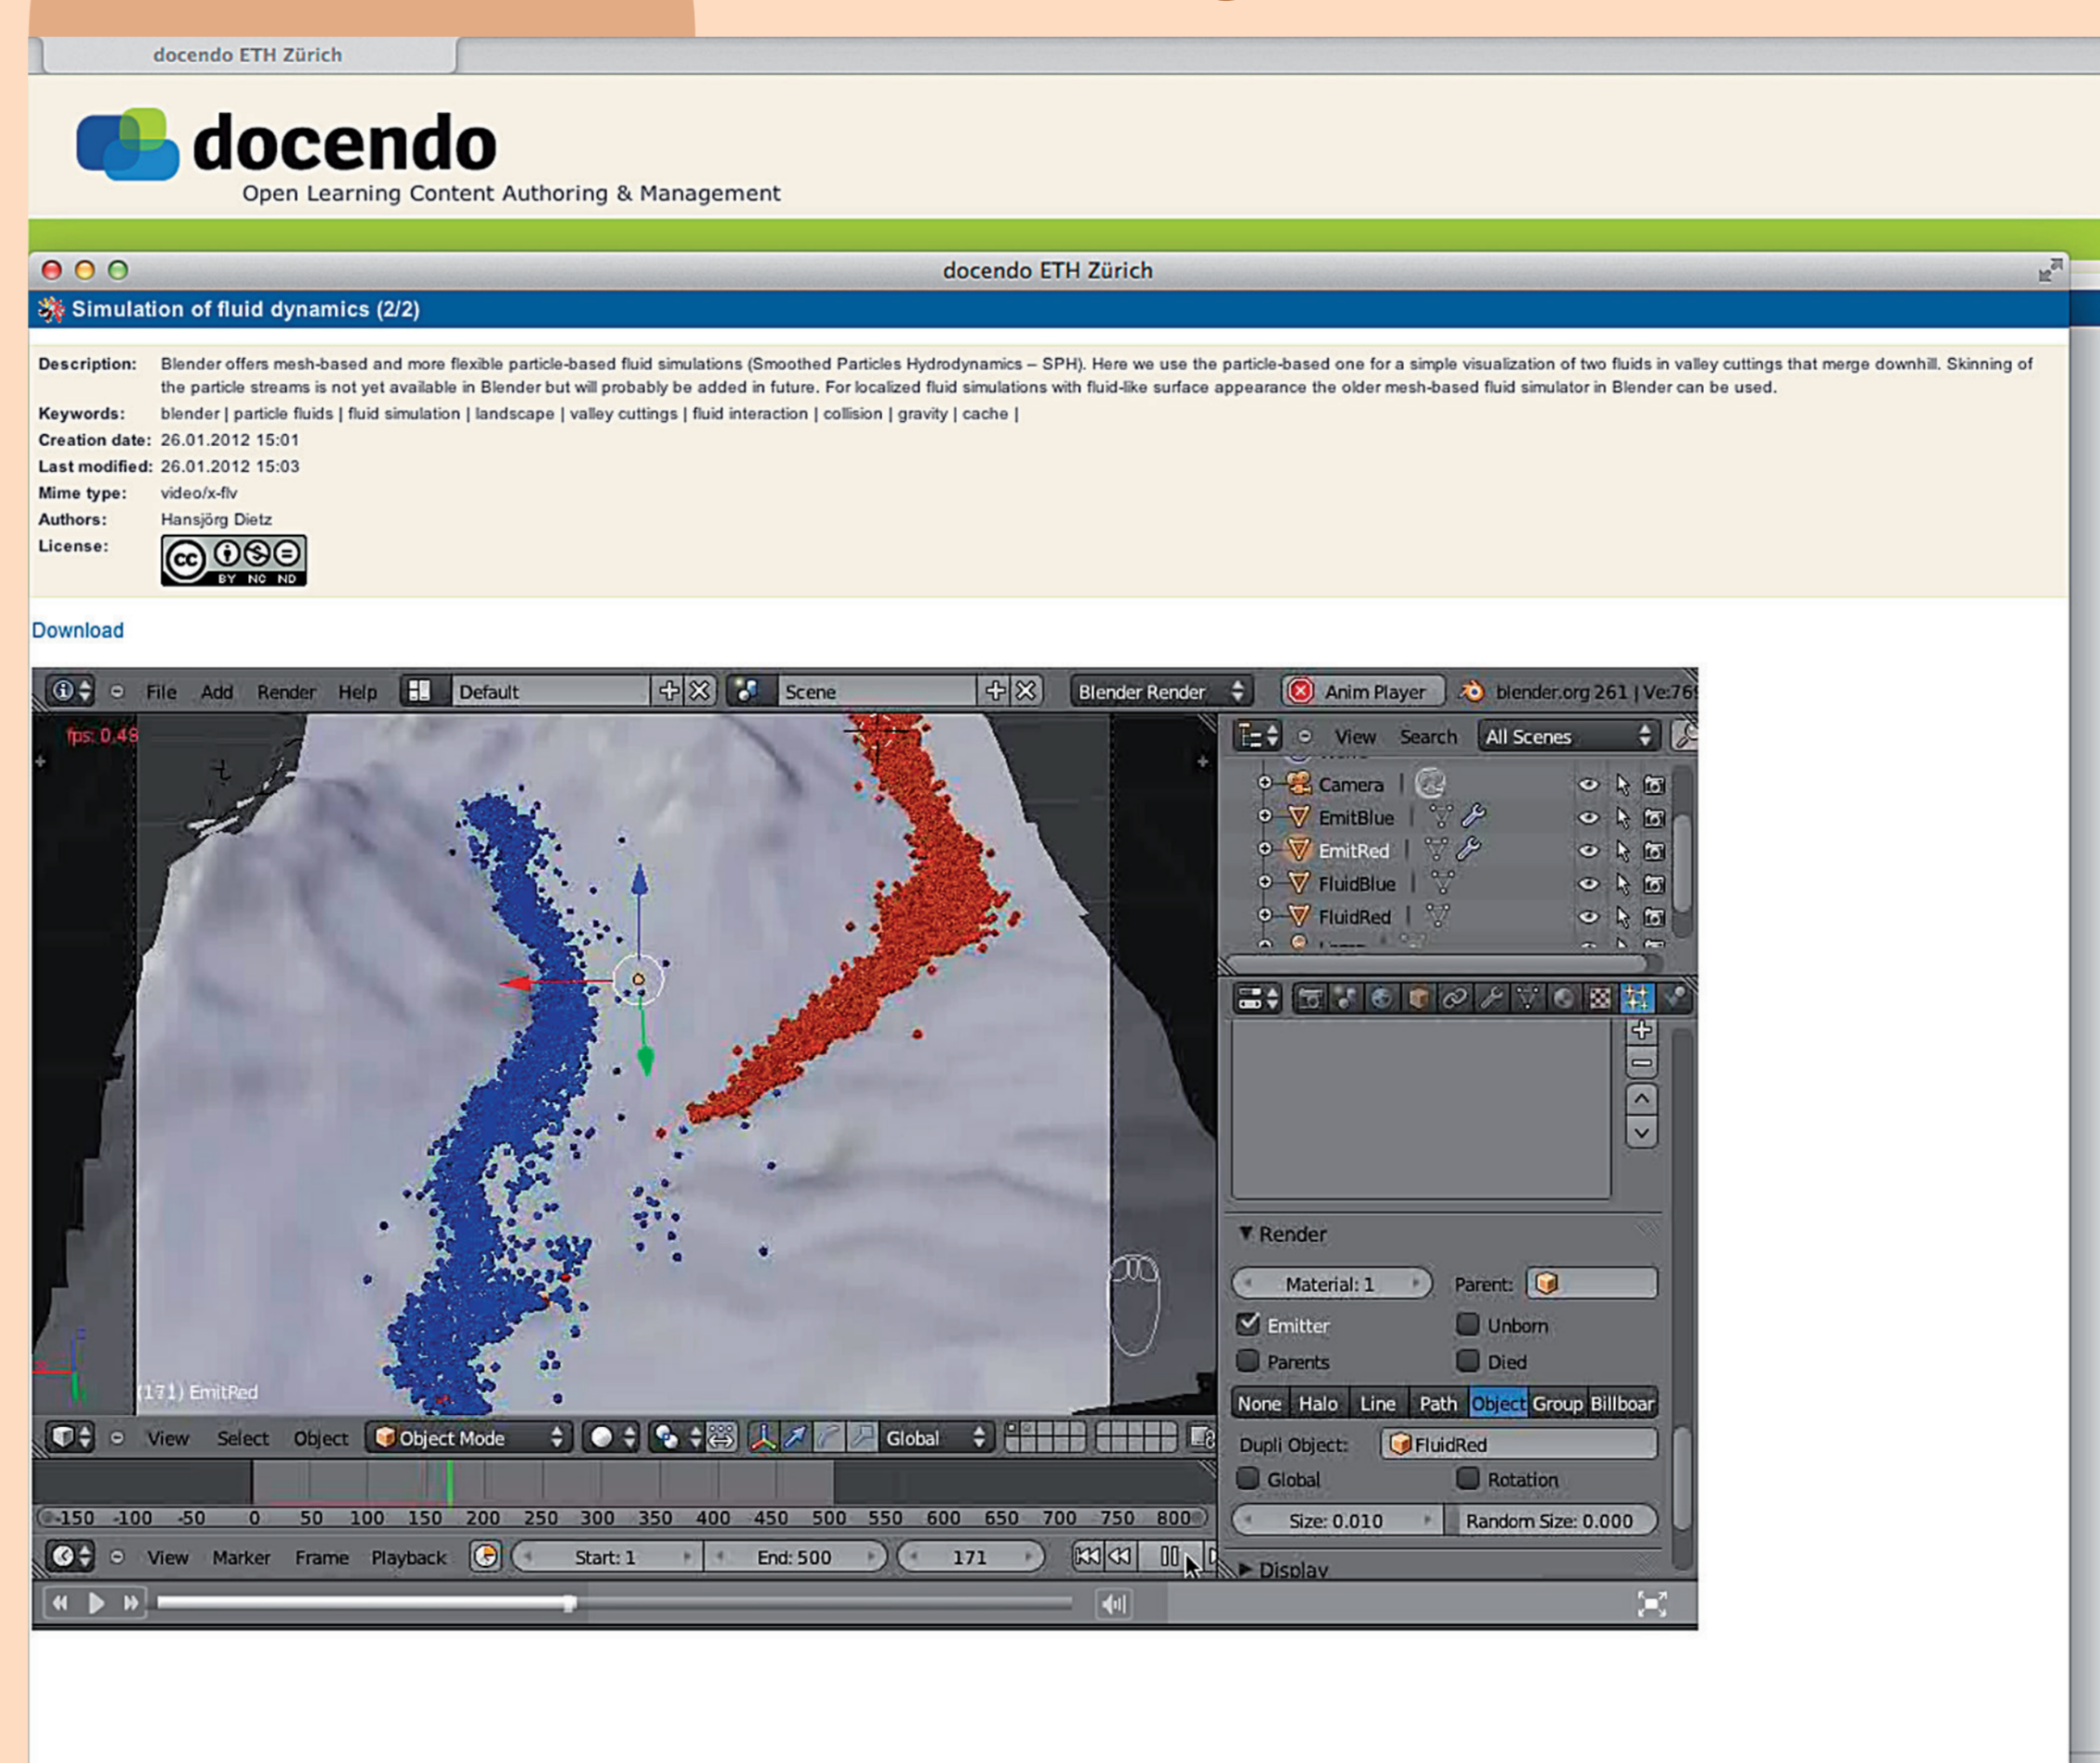 docendo ETH Zürich
docendo
Open Learning Content Authoring & Management
docendo ETH Zürich
Simulation of fluid dynamics (2/2)
Description: Blender offers mesh-based and more flexible particle-based fluid simulations (Smoothed Particles Hydrodynamics – SPH). Here we use the particle-based one for a simple visualization of two fluids in valley cuttings that merge downhill. Skinning of
the particle streams is not yet available in Blender but will probably be added in future. For localized fluid simulations with fluid-like surface appearance the older mesh-based fluid simulator in Blender can be used.
Keywords: blender | particle fluids | fluid simulation | landscape | valley cuttings | fluid interaction | collision | gravity | cache |
Creation date: 26.01.2012 15:01
Last modified: 26.01.2012 15:03
Mime type: video/x-flv
Authors: Hansjörg Dietz
License:
cc
BY NC ND
Download
File Add Render Help Default Scene Blender Render Anim Player blender.org 261 | Ve:76
fps: 0.48
View Search All Scenes
Camera
EmitBlue
EmitRed
FluidBlue
FluidRed
Render
Material: 1 Parent:
Emitter Unborn
Parents Died
None Halo Line Path Object Group Billboar
Dupli Object: FluidRed
Global Rotation
Size: 0.010 Random Size: 0.000
Display
(171) EmitRed
View Select Object Object Mode Global
-150 -100 -50 0 50 100 150 200 250 300 350 400 450 500 550 600 650 700 750 800
View Marker Frame Playback Start: 1 End: 500 171